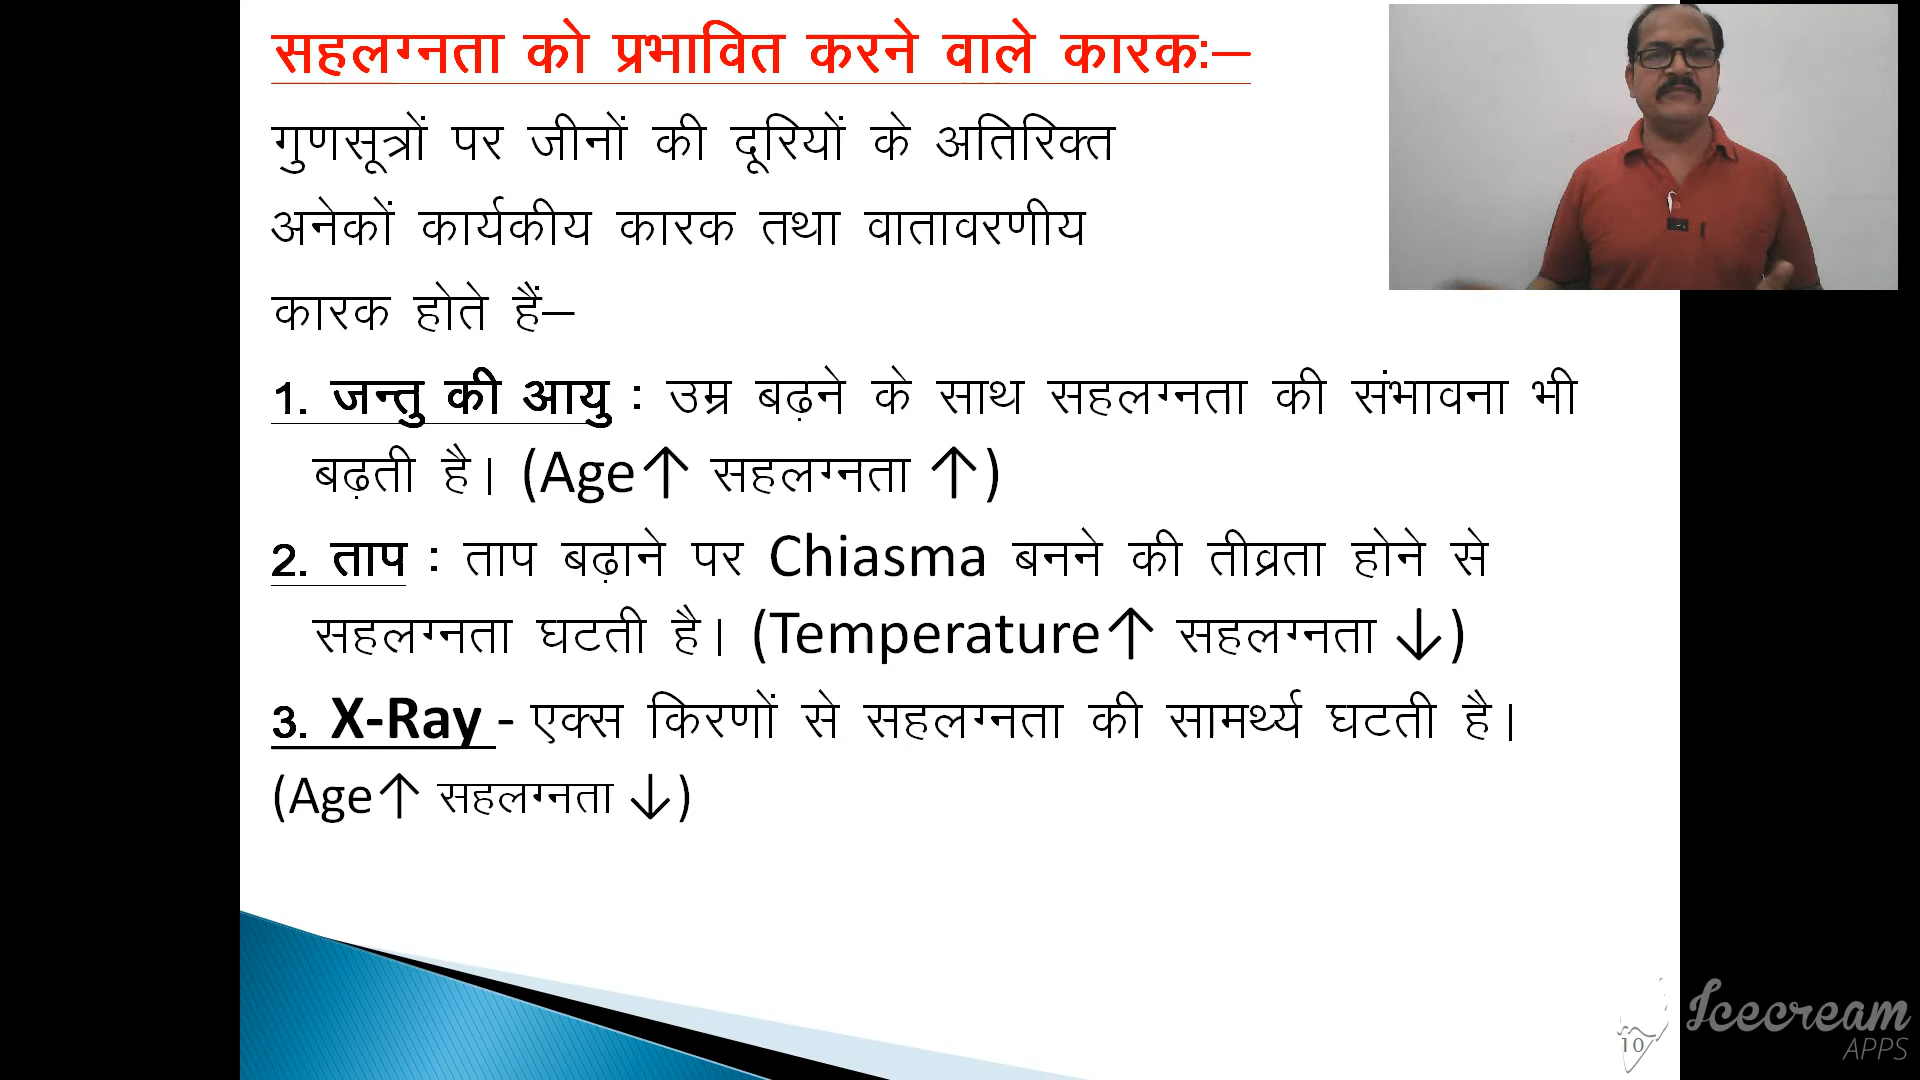 सहलग्नता को प्रभावित करने वाले कारकः–
गुणसूत्रों पर जीनों की दूरियों के अतिरिक्त
अनेकों कार्यकीय कारक तथा वातावरणीय
कारक होते हैं–
1. जन्तु की आयु : उम्र बढ़ने के साथ सहलग्नता की संभावना भी
बढ़ती है। (Age↑ सहलग्नता ↑)
2. ताप : ताप बढ़ाने पर Chiasma बनने की तीव्रता होने से
सहलग्नता घटती है। (Temperature↑ सहलग्नता ↓)
3. X-Ray - एक्स किरणों से सहलग्नता की सामर्थ्य घटती है।
(Age↑ सहलग्नता ↓)
10
Icecream
APPS